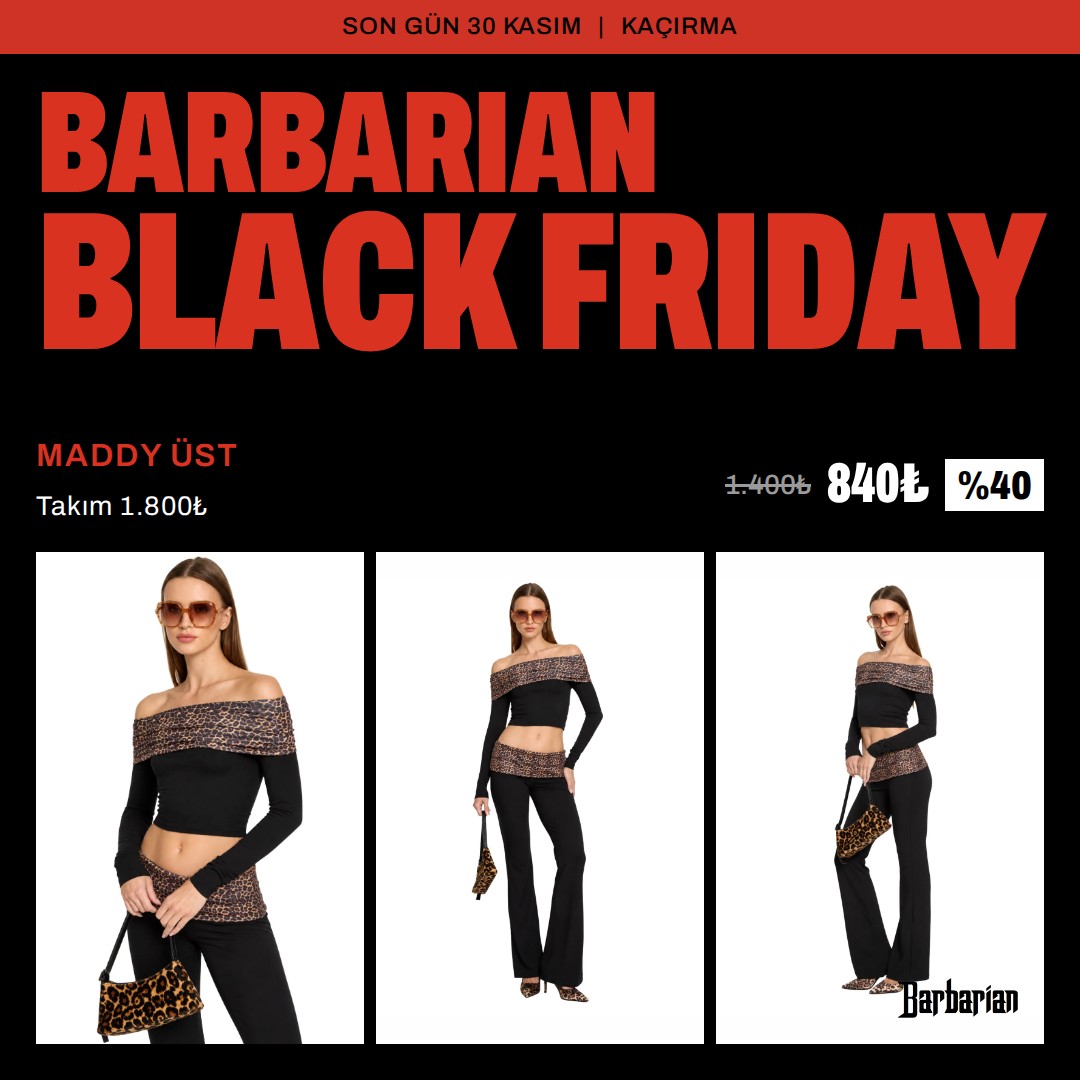 SON GÜN 30 KASIM | KAÇIRMA
BARBARIAN
BLACK FRIDAY
MADDY ÜST
Takım 1.800₺
1.400₺ 840₺ %40
Barbarian